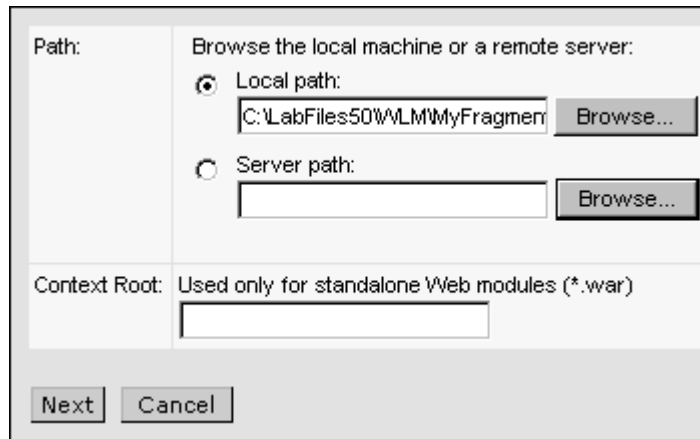 Path: Browse the local machine or a remote server:
Local path:
C:\LabFiles50\WLM\MyFragmen Browse...
Server path:
Browse...
Context Root: Used only for standalone Web modules (*.war)
Next Cancel